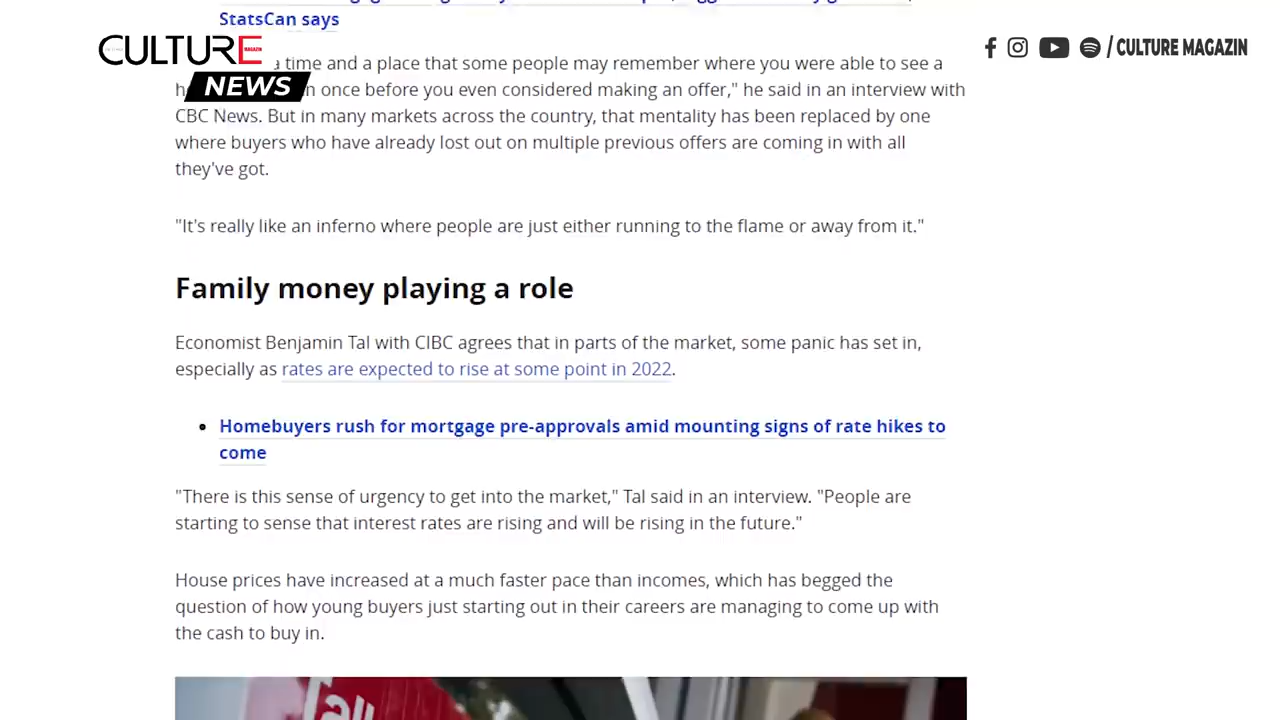 StatsCan says
CULTURE
MAGAZIN
NEWS
/ CULTURE MAGAZIN
a time and a place that some people may remember where you were able to see a
once before you even considered making an offer," he said in an interview with
CBC News. But in many markets across the country, that mentality has been replaced by one
where buyers who have already lost out on multiple previous offers are coming in with all
they've got.
"It's really like an inferno where people are just either running to the flame or away from it."
Family money playing a role
Economist Benjamin Tal with CIBC agrees that in parts of the market, some panic has set in,
especially as rates are expected to rise at some point in 2022.
• Homebuyers rush for mortgage pre-approvals amid mounting signs of rate hikes to
come
"There is this sense of urgency to get into the market," Tal said in an interview. "People are
starting to sense that interest rates are rising and will be rising in the future."
House prices have increased at a much faster pace than incomes, which has begged the
question of how young buyers just starting out in their careers are managing to come up with
the cash to buy in.